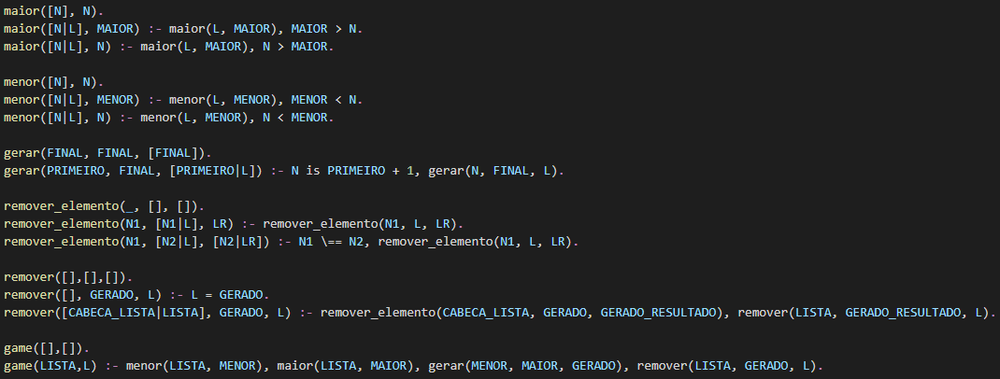 maior([N], N).
maior([N|L], MAIOR) :- maior(L, MAIOR), MAIOR > N.
maior([N|L], N) :- maior(L, MAIOR), N > MAIOR.
menor([N], N).
menor([N|L], MENOR) :- menor(L, MENOR), MENOR < N.
menor([N|L], N) :- menor(L, MENOR), N < MENOR.
gerar(FINAL, FINAL, [FINAL]).
gerar(PRIMEIRO, FINAL, [PRIMEIRO|L]) :- N is PRIMEIRO + 1, gerar(N, FINAL, L).
remover_elemento(_, [], []).
remover_elemento(N1, [N1|L], LR) :- remover_elemento(N1, L, LR).
remover_elemento(N1, [N2|L], [N2|LR]) :- N1 \== N2, remover_elemento(N1, L, LR).
remover([],[],[]).
remover([], GERADO, L) :- L = GERADO.
remover([CABECA_LISTA|LISTA], GERADO, L) :- remover_elemento(CABECA_LISTA, GERADO, GERADO_RESULTADO), remover(LISTA, GERADO_RESULTADO, L).
game([],[]).
game(LISTA,L) :- menor(LISTA, MENOR), maior(LISTA, MAIOR), gerar(MENOR, MAIOR, GERADO), remover(LISTA, GERADO, L).